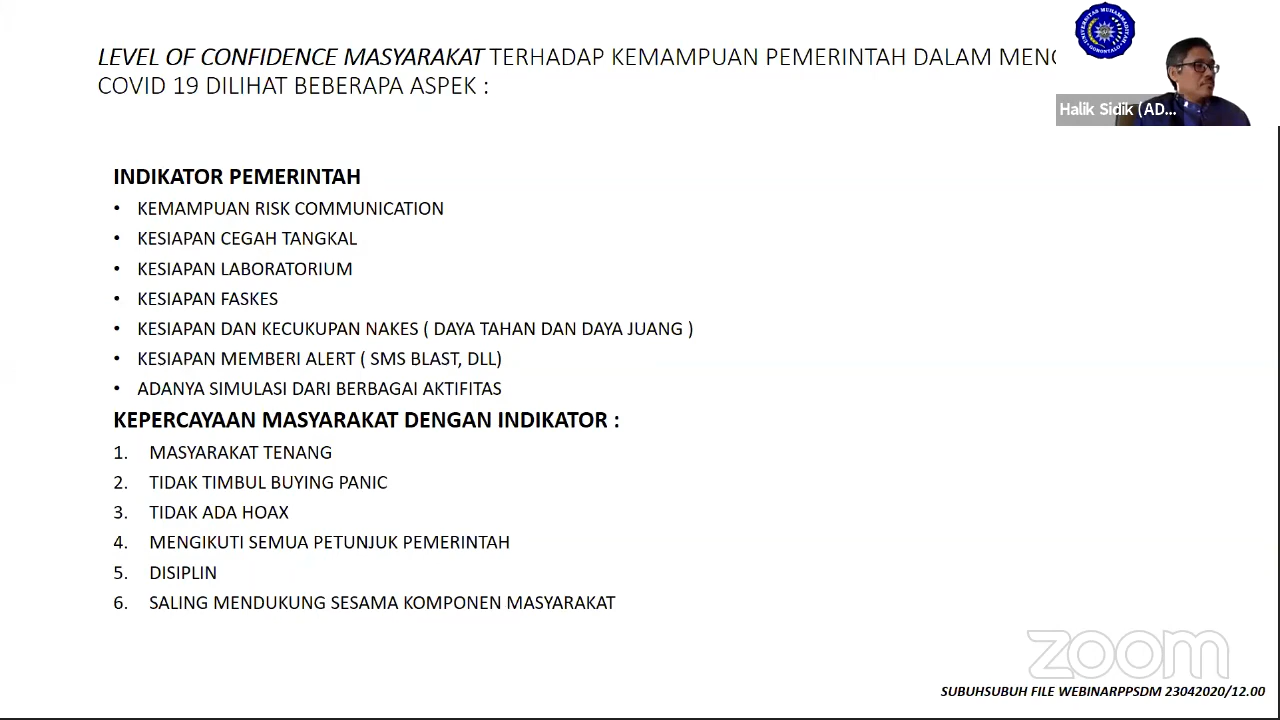 LEVEL OF CONFIDENCE MASYARAKAT TERHADAP KEMAMPUAN PEMERINTAH DALAM
COVID 19 DILIHAT BEBERAPA ASPEK :
UNIVERSITAS MUHAMMADIYAH
GORONTALO
Halik Sidik (AD...
INDIKATOR PEMERINTAH
• KEMAMPUAN RISK COMMUNICATION
• KESIAPAN CEGAH TANGKAL
• KESIAPAN LABORATORIUM
• KESIAPAN FASKES
• KESIAPAN DAN KECUKUPAN NAKES ( DAYA TAHAN DAN DAYA JUANG )
• KESIAPAN MEMBERI ALERT ( SMS BLAST, DLL)
• ADANYA SIMULASI DARI BERBAGAI AKTIFITAS
KEPERCAYAAN MASYARAKAT DENGAN INDIKATOR :
1. MASYARAKAT TENANG
2. TIDAK TIMBUL BUYING PANIC
3. TIDAK ADA HOAX
4. MENGIKUTI SEMUA PETUNJUK PEMERINTAH
5. DISIPLIN
6. SALING MENDUKUNG SESAMA KOMPONEN MASYARAKAT
zoom
SUBUHSUBUH FILE WEBINARPPSDM 23042020/12.00